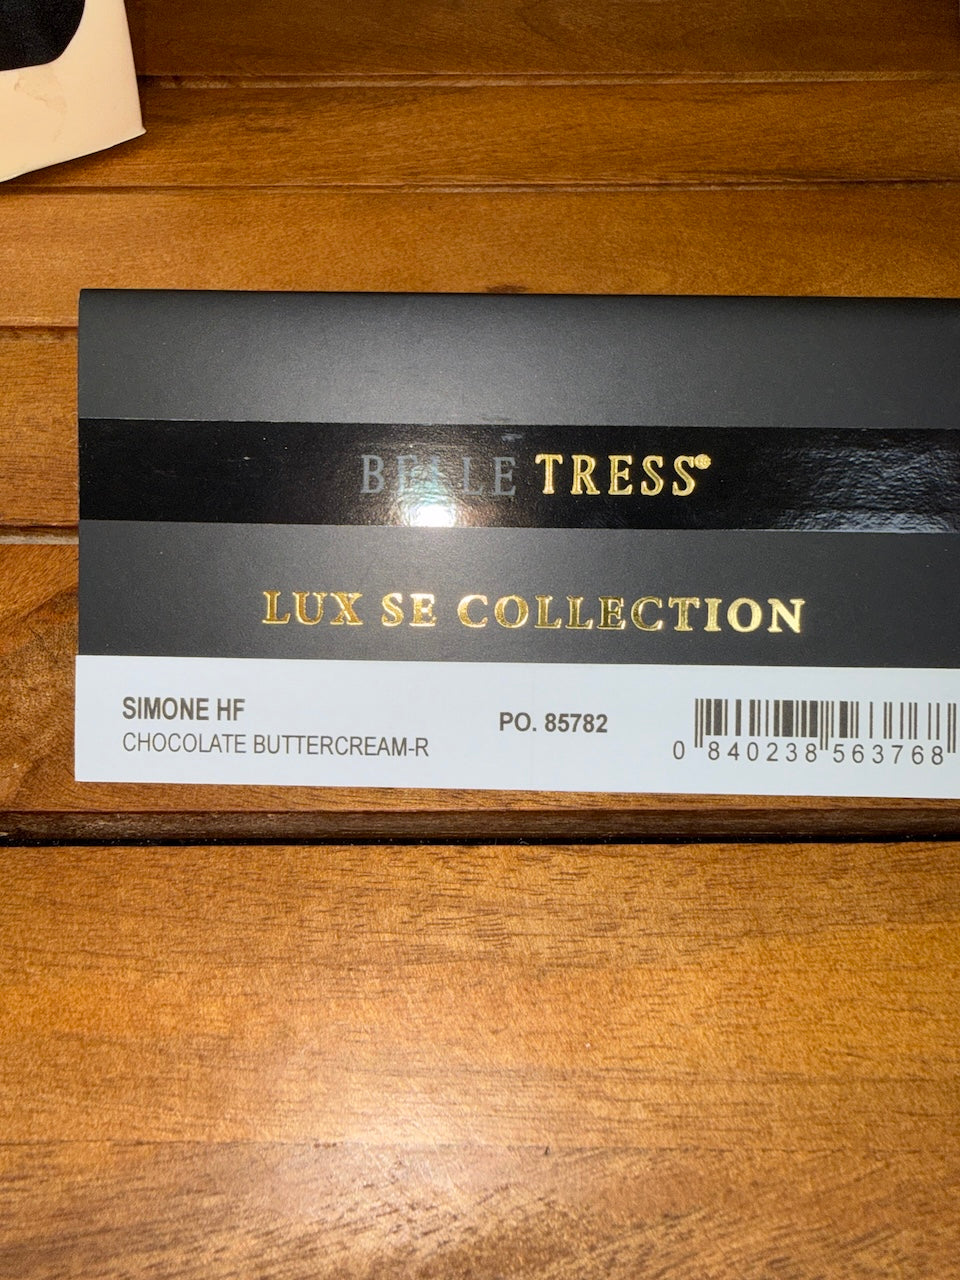 BELLE TRESS®
LUX SE COLLECTION
SIMONE HF
CHOCOLATE BUTTERCREAM-R
PO. 85782
0 840238 563768